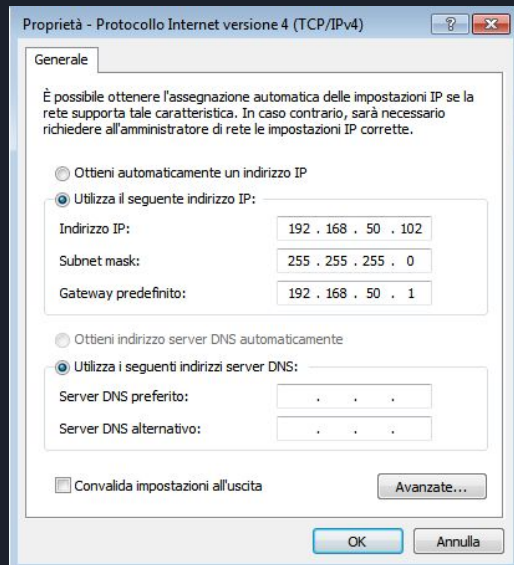 Proprietà - Protocollo Internet versione 4 (TCP/IPv4)
Generale
È possibile ottenere l'assegnazione automatica delle impostazioni IP se la
rete supporta tale caratteristica. In caso contrario, sarà necessario
richiedere all'amministratore di rete le impostazioni IP corrette.
Ottieni automaticamente un indirizzo IP
Utilizza il seguente indirizzo IP:
Indirizzo IP: 192 . 168 . 50 . 102
Subnet mask: 255 . 255 . 255 . 0
Gateway predefinito: 192 . 168 . 50 . 1
Ottieni indirizzo server DNS automaticamente
Utilizza i seguenti indirizzi server DNS:
Server DNS preferito: . . .
Server DNS alternativo: . . .
Convalida impostazioni all'uscita Avanzate...
OK Annulla